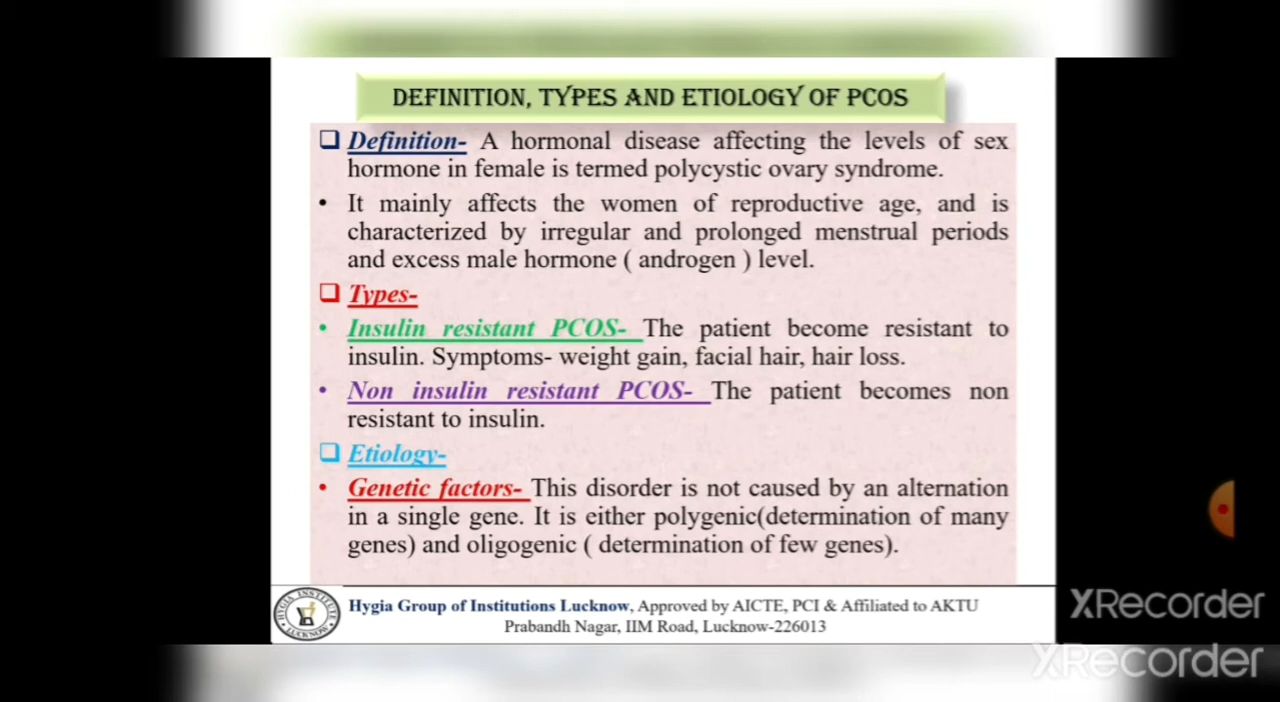 DEFINITION, TYPES AND ETIOLOGY OF PCOS
Definition- A hormonal disease affecting the levels of sex
hormone in female is termed polycystic ovary syndrome.
• It mainly affects the women of reproductive age, and is
characterized by irregular and prolonged menstrual periods
and excess male hormone ( androgen ) level.
Types-
• Insulin resistant PCOS- The patient become resistant to
insulin. Symptoms- weight gain, facial hair, hair loss.
• Non insulin resistant PCOS- The patient becomes non
resistant to insulin.
Etiology-
• Genetic factors- This disorder is not caused by an alternation
in a single gene. It is either polygenic(determination of many
genes) and oligogenic ( determination of few genes).
HYGIA INSTITUTE
LUCKNOW
Hygia Group of Institutions Lucknow, Approved by AICTE, PCI & Affiliated to AKTU
Prabandh Nagar, IIM Road, Lucknow-226013
XRecorder
XRecorder